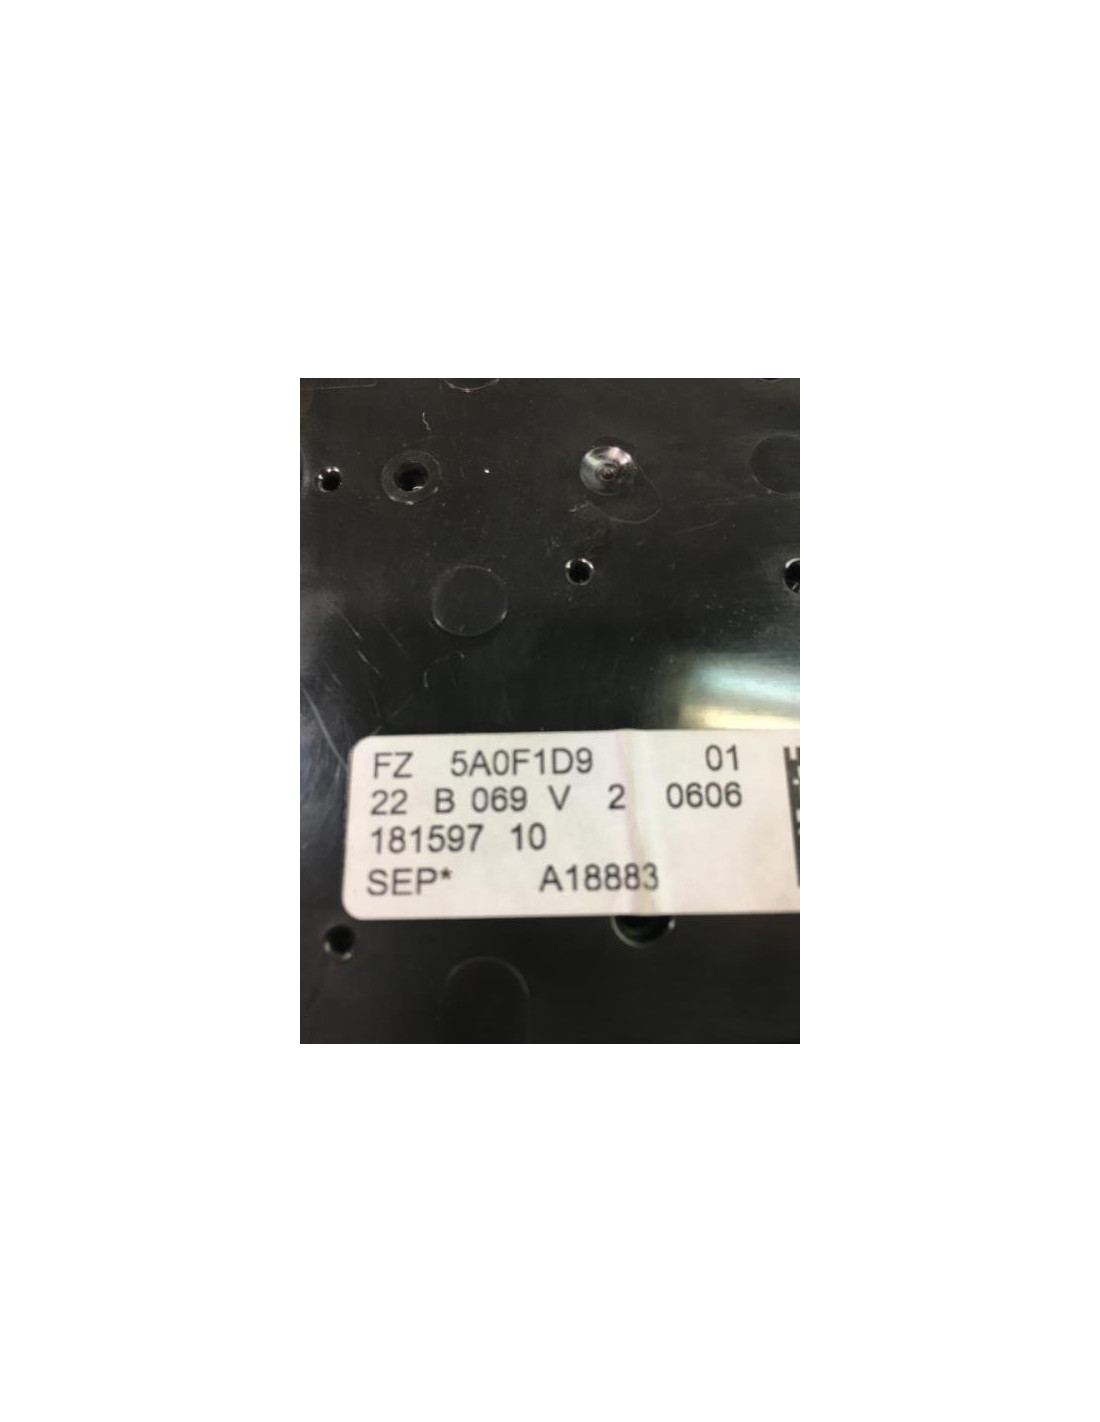 FZ 5A0F1D9 01
22 B 069 V 2 0606
181597 10
SEP* A18883